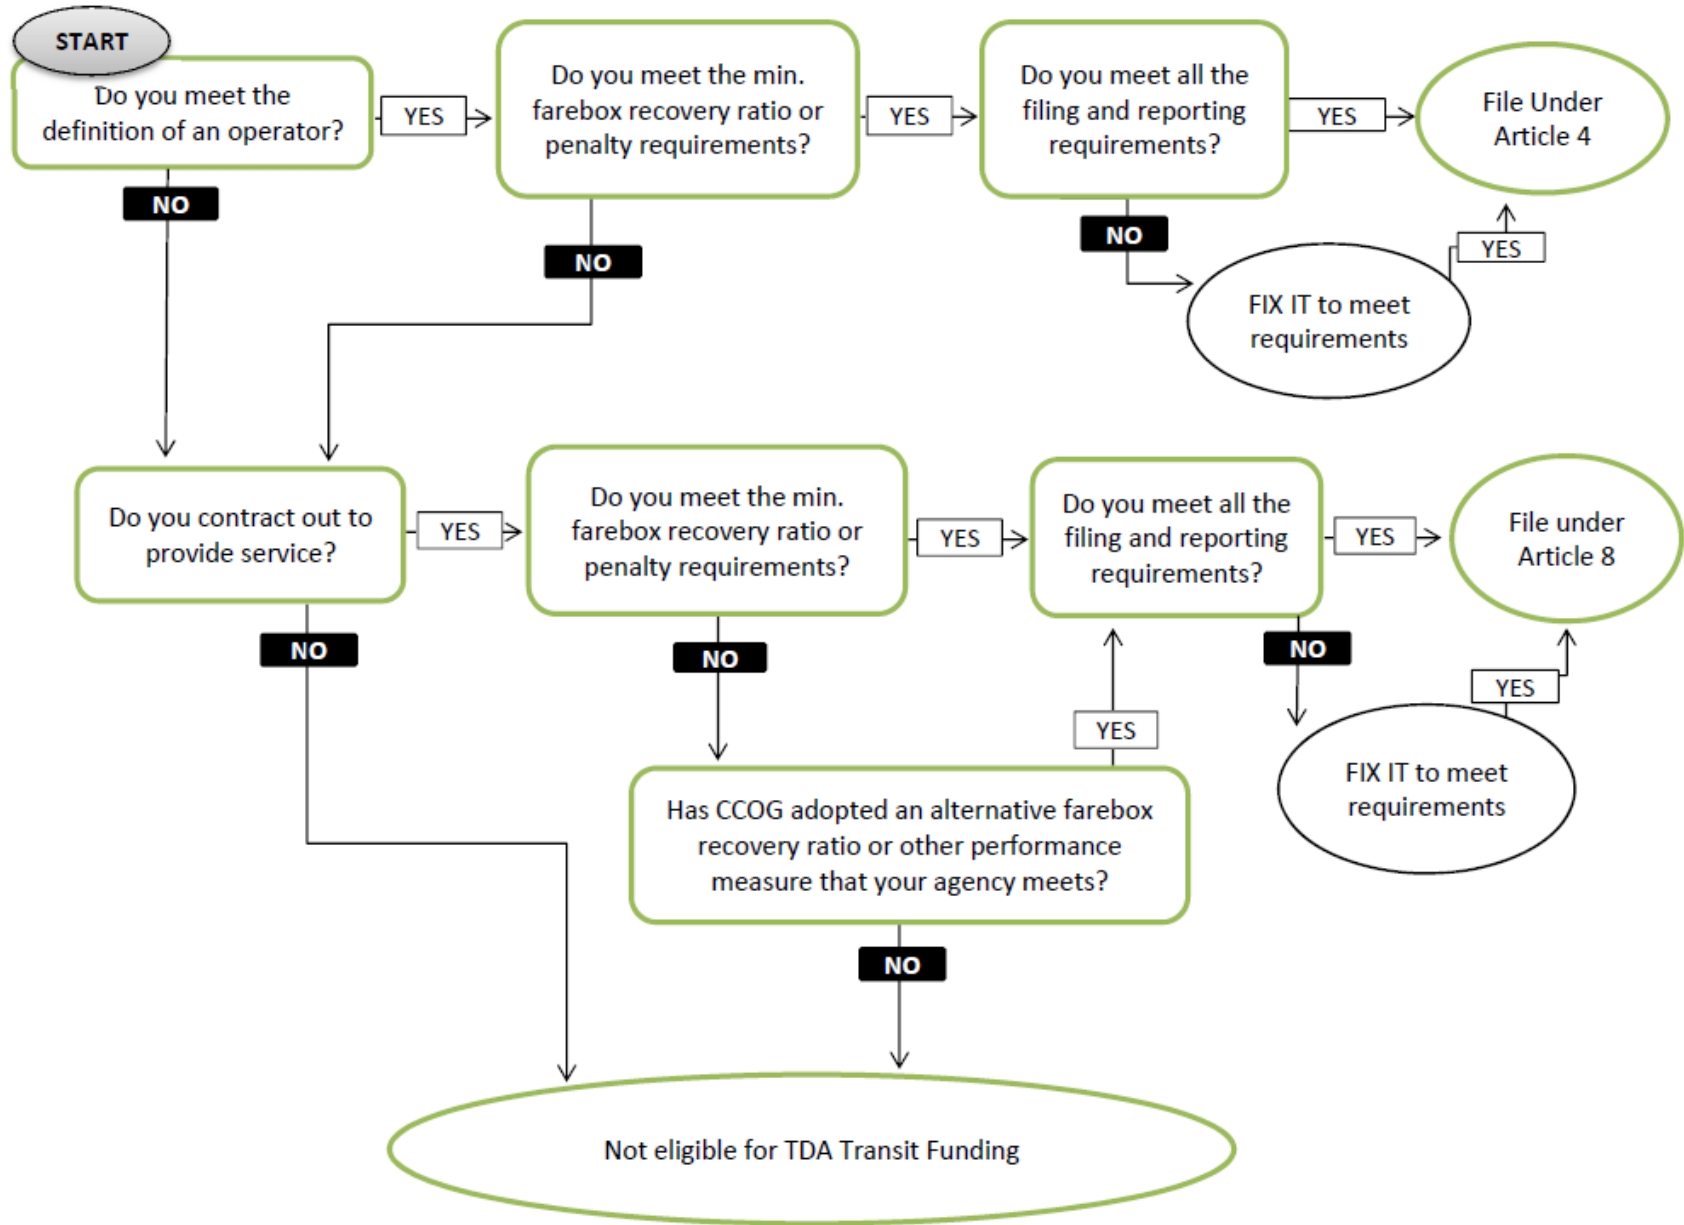 START
Do you meet the
definition of an operator?
YES
Do you meet the min.
farebox recovery ratio or
penalty requirements?
YES
Do you meet all the
filing and reporting
requirements?
YES
File Under
Article 4
NO
NO
NO
YES
FIX IT to meet
requirements
Do you contract out to
provide service?
YES
Do you meet the min.
farebox recovery ratio or
penalty requirements?
YES
Do you meet all the
filing and reporting
requirements?
YES
File under
Article 8
NO
NO
NO
YES
YES
FIX IT to meet
requirements
Has CCOG adopted an alternative farebox
recovery ratio or other performance
measure that your agency meets?
NO
Not eligible for TDA Transit Funding